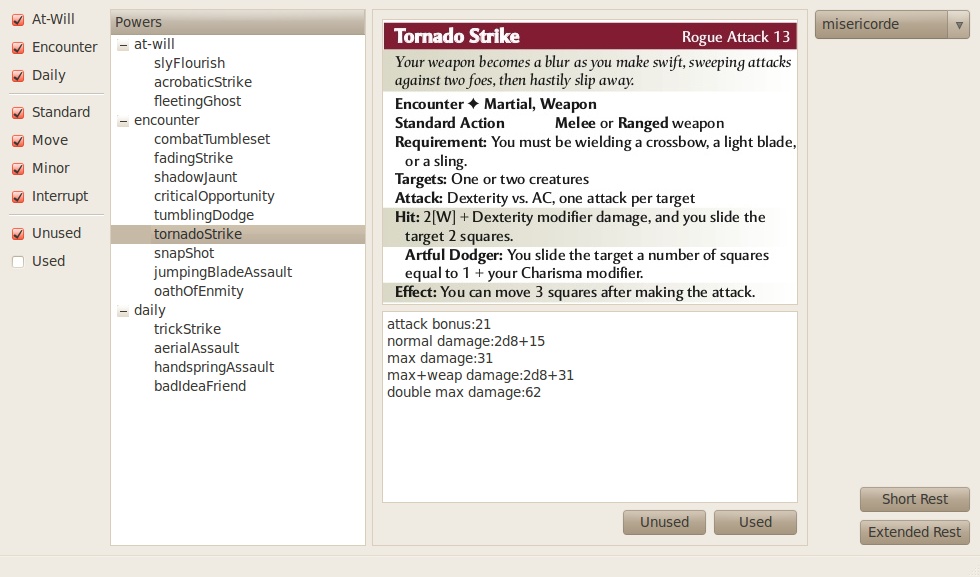 At-Will
Encounter
Daily
Standard
Move
Minor
Interrupt
Unused
Used
Powers
at-will
slyFlourish
acrobaticStrike
fleetingGhost
encounter
combatTumbleset
fadingStrike
shadowJaunt
criticalOpportunity
tumblingDodge
tornadoStrike
snapShot
jumpingBladeAssault
oathOfEnmity
daily
trickStrike
aerialAssault
handspringAssault
badIdeaFriend
Tornado Strike Rogue Attack 13
Your weapon becomes a blur as you make swift, sweeping attacks
against two foes, then hastily slip away.
Encounter ✦ Martial, Weapon
Standard Action Melee or Ranged weapon
Requirement: You must be wielding a crossbow, a light blade,
or a sling.
Targets: One or two creatures
Attack: Dexterity vs. AC, one attack per target
Hit: 2[W] + Dexterity modifier damage, and you slide the
target 2 squares.
Artful Dodger: You slide the target a number of squares
equal to 1 + your Charisma modifier.
Effect: You can move 3 squares after making the attack.
attack bonus:21
normal damage:2d8+15
max damage:31
max+weap damage:2d8+31
double max damage:62
Unused Used
misericorde
Short Rest
Extended Rest